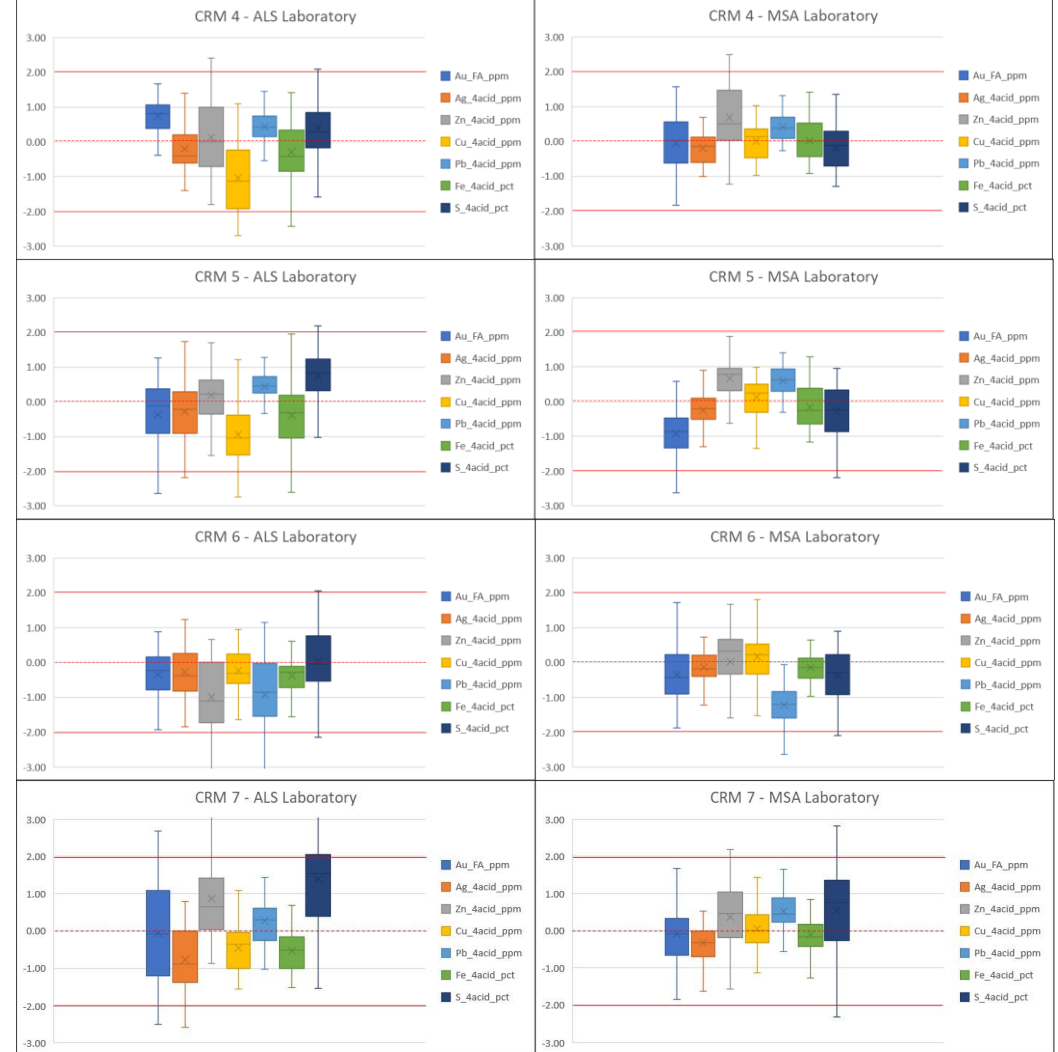 CRM 4 - ALS Laboratory
3.00
2.00
1.00
0.00
-1.00
-2.00
-3.00
Au_FA_ppm
Ag_4acid_ppm
Zn_4acid_ppm
Cu_4acid_ppm
Pb_4acid_ppm
Fe_4acid_pct
S_4acid_pct
CRM 4 - MSA Laboratory
3.00
2.00
1.00
0.00
-1.00
-2.00
-3.00
Au_FA_ppm
Ag_4acid_ppm
Zn_4acid_ppm
Cu_4acid_ppm
Pb_4acid_ppm
Fe_4acid_pct
S_4acid_pct
CRM 5 - ALS Laboratory
3.00
2.00
1.00
0.00
-1.00
-2.00
-3.00
Au_FA_ppm
Ag_4acid_ppm
Zn_4acid_ppm
Cu_4acid_ppm
Pb_4acid_ppm
Fe_4acid_pct
S_4acid_pct
CRM 5 - MSA Laboratory
3.00
2.00
1.00
0.00
-1.00
-2.00
-3.00
Au_FA_ppm
Ag_4acid_ppm
Zn_4acid_ppm
Cu_4acid_ppm
Pb_4acid_ppm
Fe_4acid_pct
S_4acid_pct
CRM 6 - ALS Laboratory
3.00
2.00
1.00
0.00
-1.00
-2.00
-3.00
Au_FA_ppm
Ag_4acid_ppm
Zn_4acid_ppm
Cu_4acid_ppm
Pb_4acid_ppm
Fe_4acid_pct
S_4acid_pct
CRM 6 - MSA Laboratory
3.00
2.00
1.00
0.00
-1.00
-2.00
-3.00
Au_FA_ppm
Ag_4acid_ppm
Zn_4acid_ppm
Cu_4acid_ppm
Pb_4acid_ppm
Fe_4acid_pct
S_4acid_pct
CRM 7 - ALS Laboratory
3.00
2.00
1.00
0.00
-1.00
-2.00
-3.00
Au_FA_ppm
Ag_4acid_ppm
Zn_4acid_ppm
Cu_4acid_ppm
Pb_4acid_ppm
Fe_4acid_pct
S_4acid_pct
CRM 7 - MSA Laboratory
3.00
2.00
1.00
0.00
-1.00
-2.00
-3.00
Au_FA_ppm
Ag_4acid_ppm
Zn_4acid_ppm
Cu_4acid_ppm
Pb_4acid_ppm
Fe_4acid_pct
S_4acid_pct